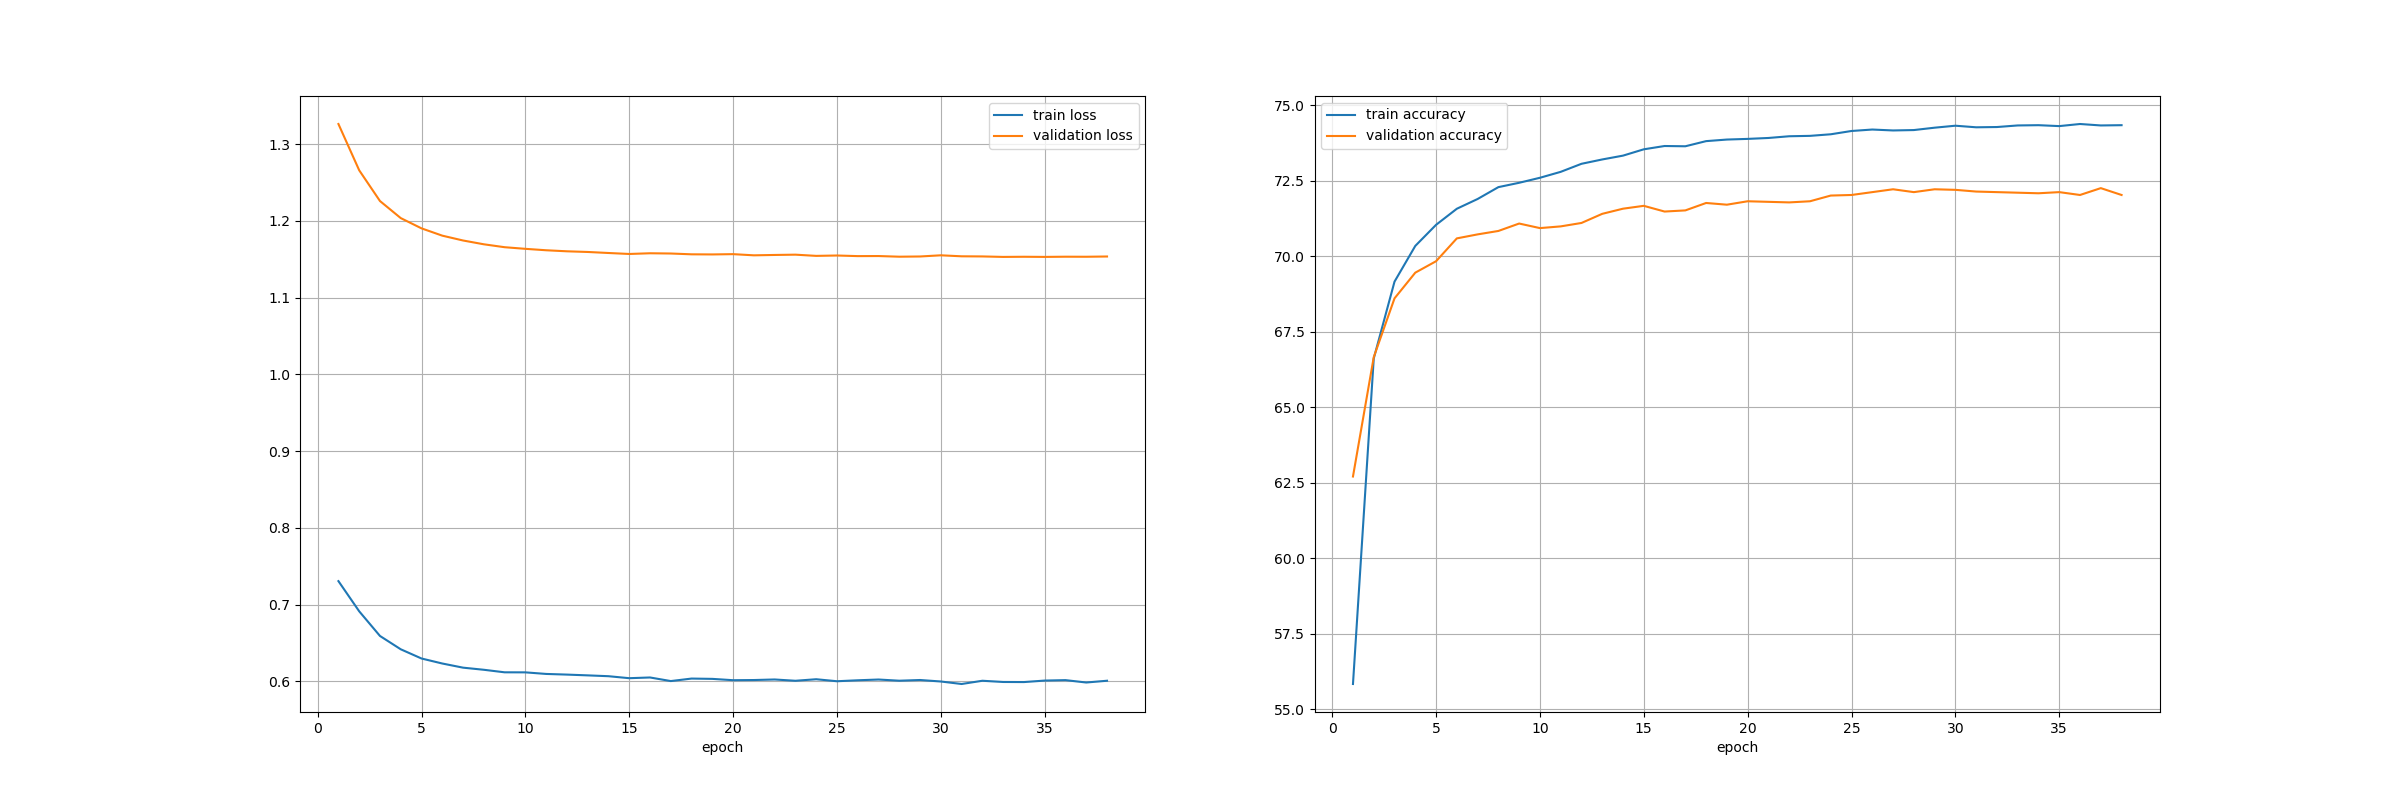 train loss
validation loss
1.3
1.2
1.1
1.0
0.9
0.8
0.7
0.6
0 5 10 15 20 25 30 35
epoch
train accuracy
validation accuracy
75.0
72.5
70.0
67.5
65.0
62.5
60.0
57.5
55.0
0 5 10 15 20 25 30 35
epoch